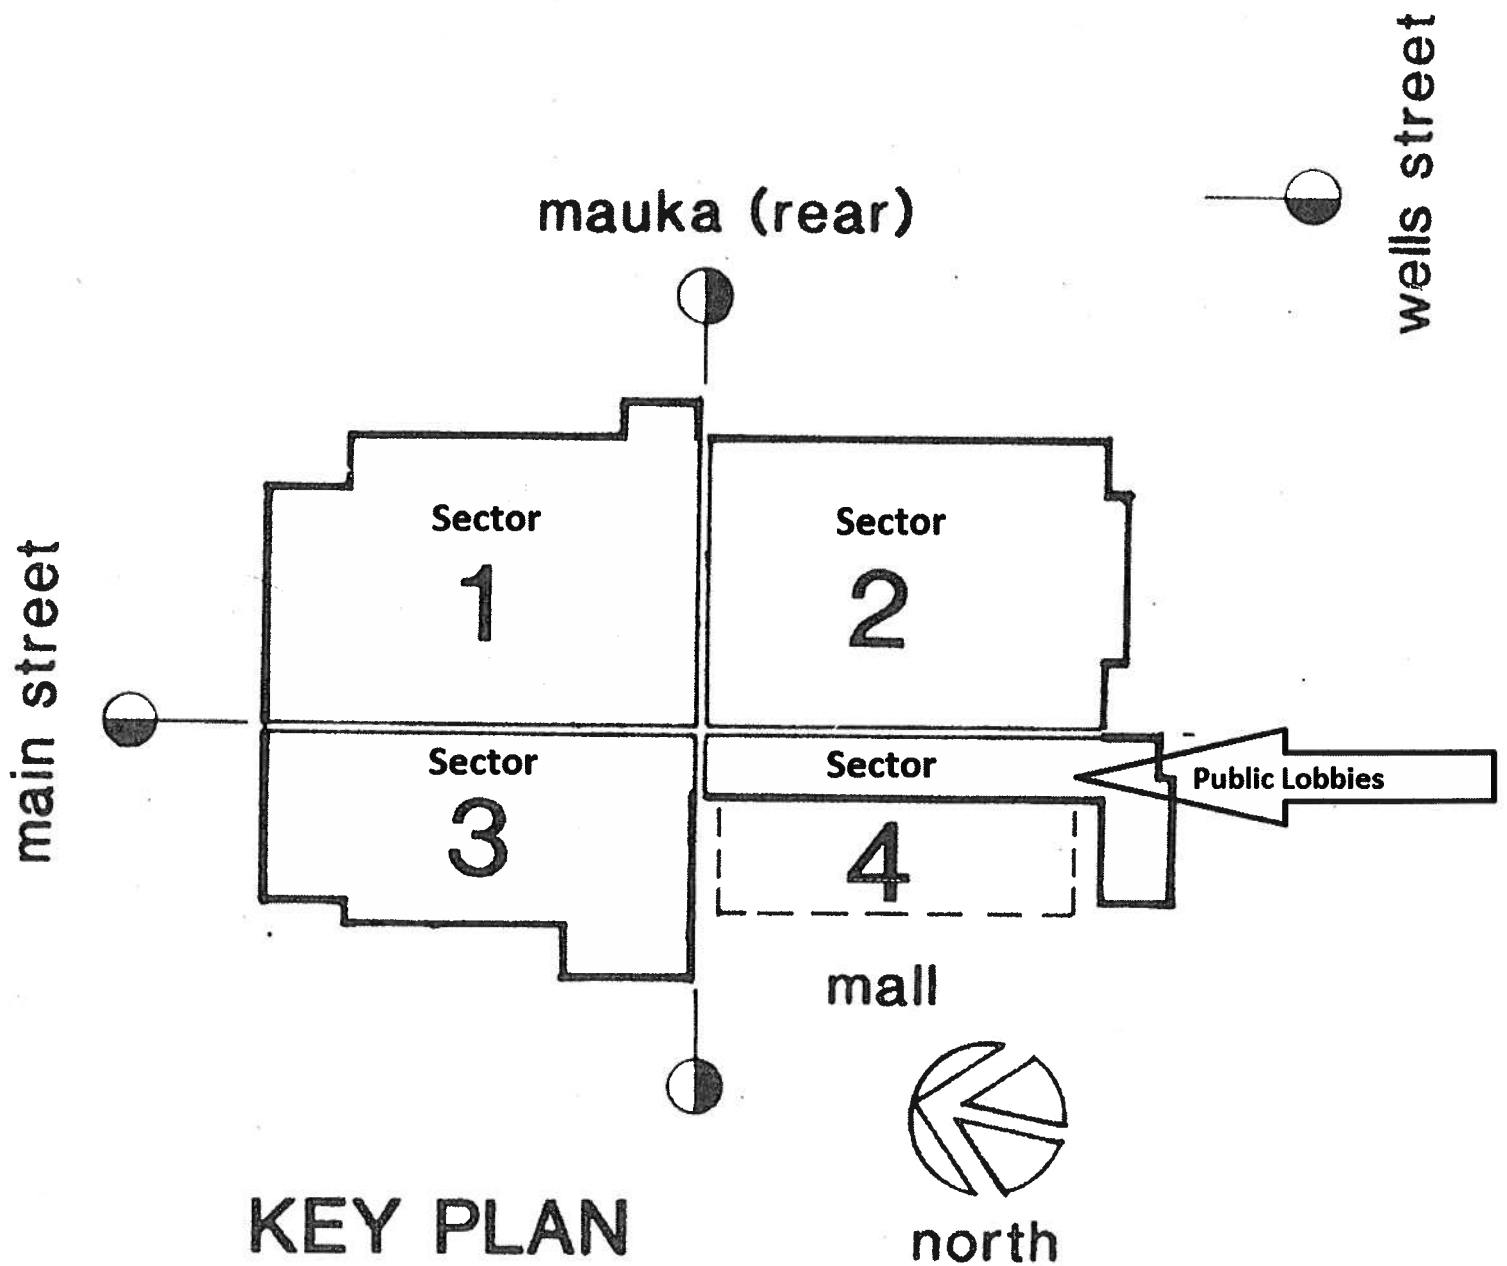 wells street
mauka (rear)
Sector
1
Sector
2
main street
Sector
3
Sector
4
Public Lobbies
mall
KEY PLAN
north